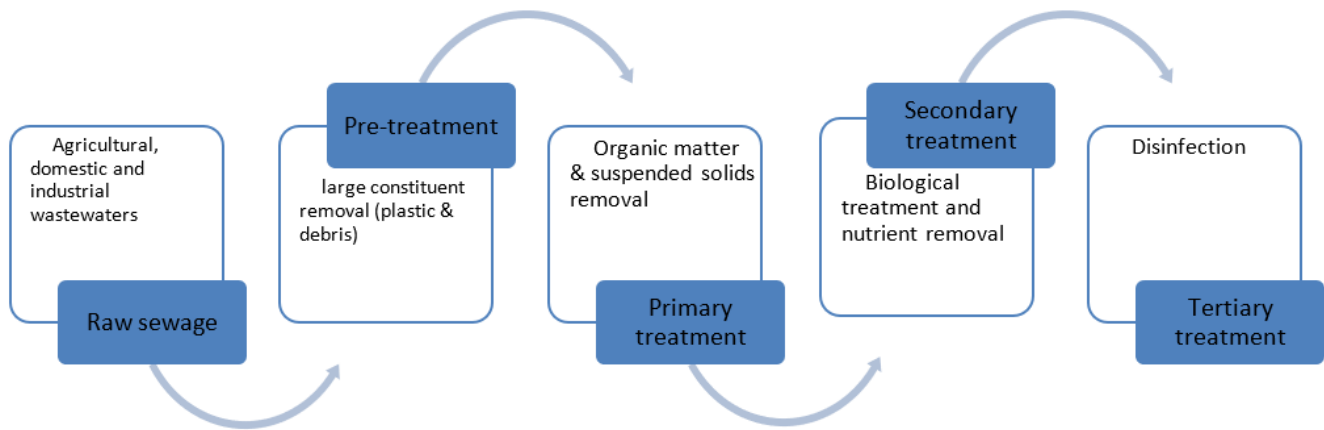 Agricultural,
domestic and
industrial
wastewaters
Raw sewage
Pre-treatment
large constituent
removal (plastic &
debris)
Organic matter
& suspended solids
removal
Primary
treatment
Secondary
treatment
Biological
treatment and
nutrient removal
Disinfection
Tertiary
treatment